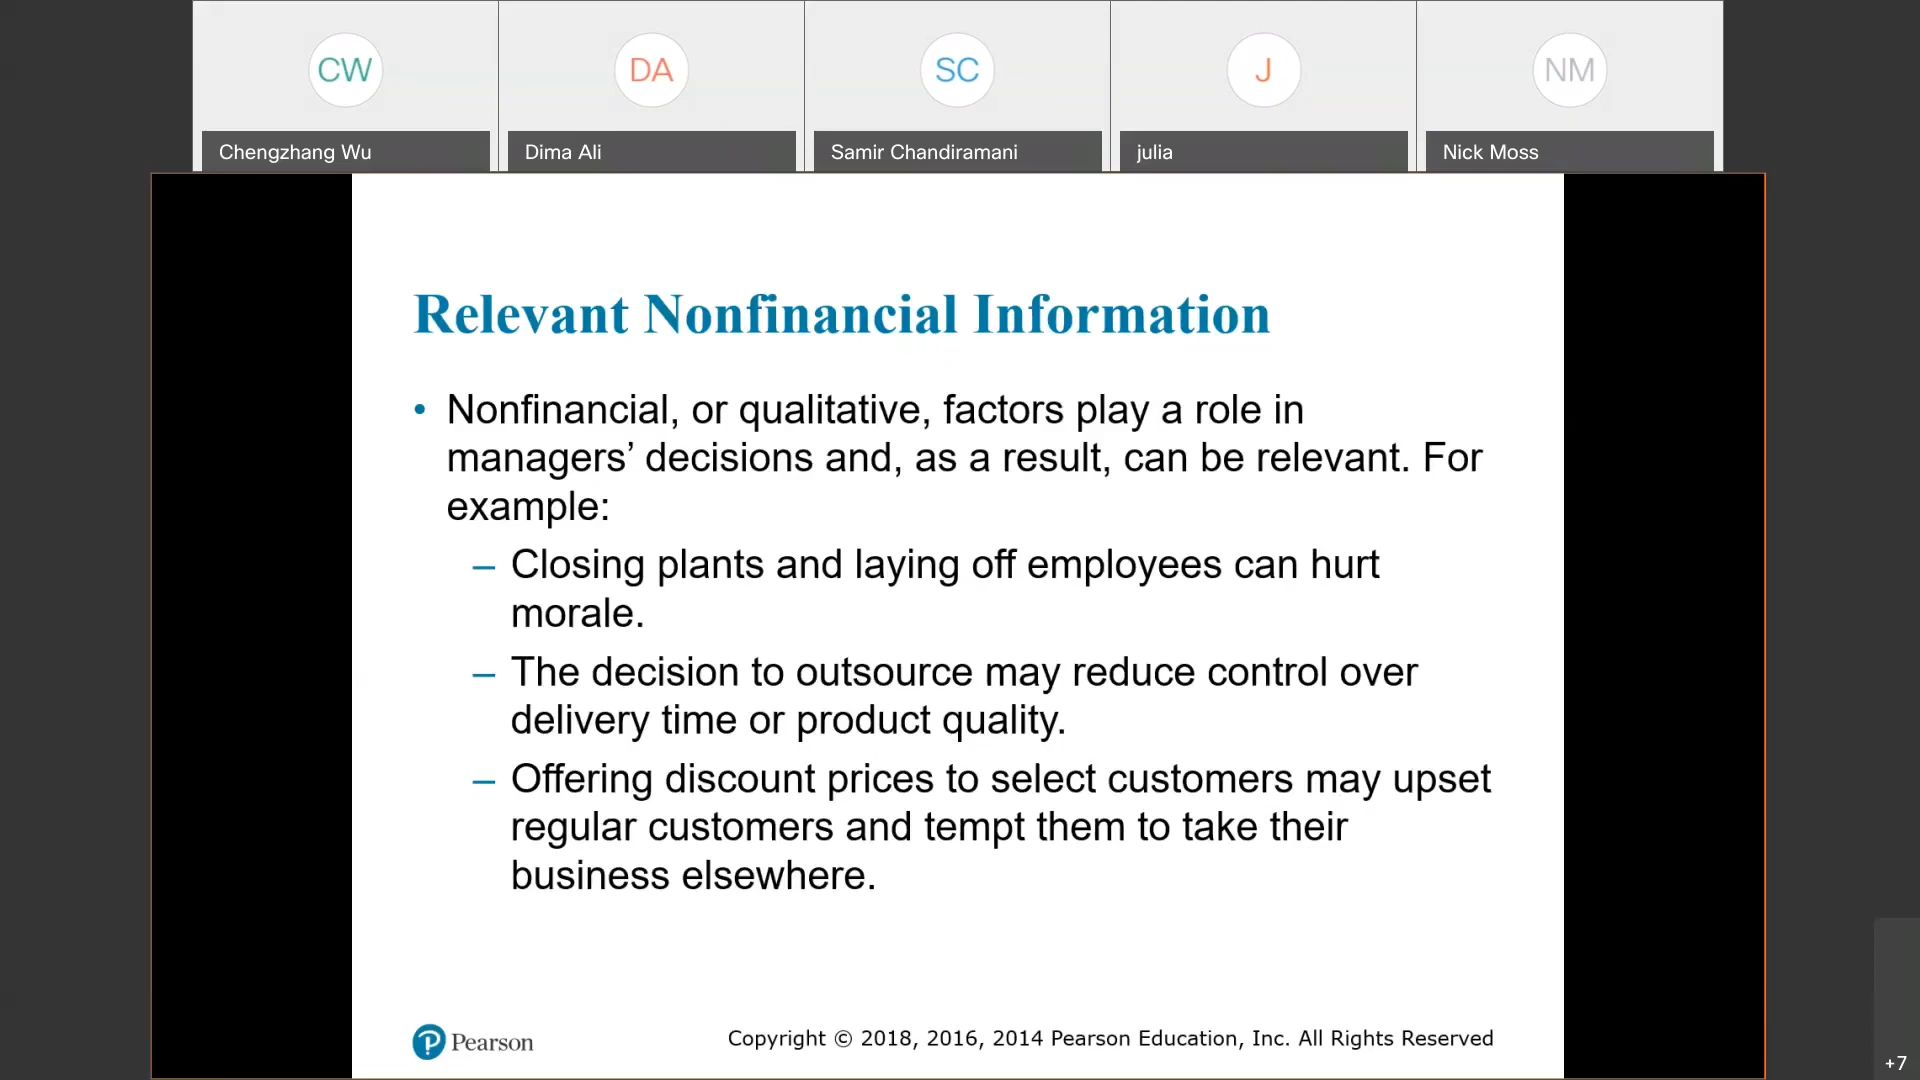 CW
DA
SC
J
NM
Chengzhang Wu
Dima Ali
Samir Chandiramani
julia
Nick Moss
Relevant Nonfinancial Information
• Nonfinancial, or qualitative, factors play a role in
managers’ decisions and, as a result, can be relevant. For
example:
– Closing plants and laying off employees can hurt
morale.
– The decision to outsource may reduce control over
delivery time or product quality.
– Offering discount prices to select customers may upset
regular customers and tempt them to take their
business elsewhere.
P Pearson
Copyright © 2018, 2016, 2014 Pearson Education, Inc. All Rights Reserved
+7